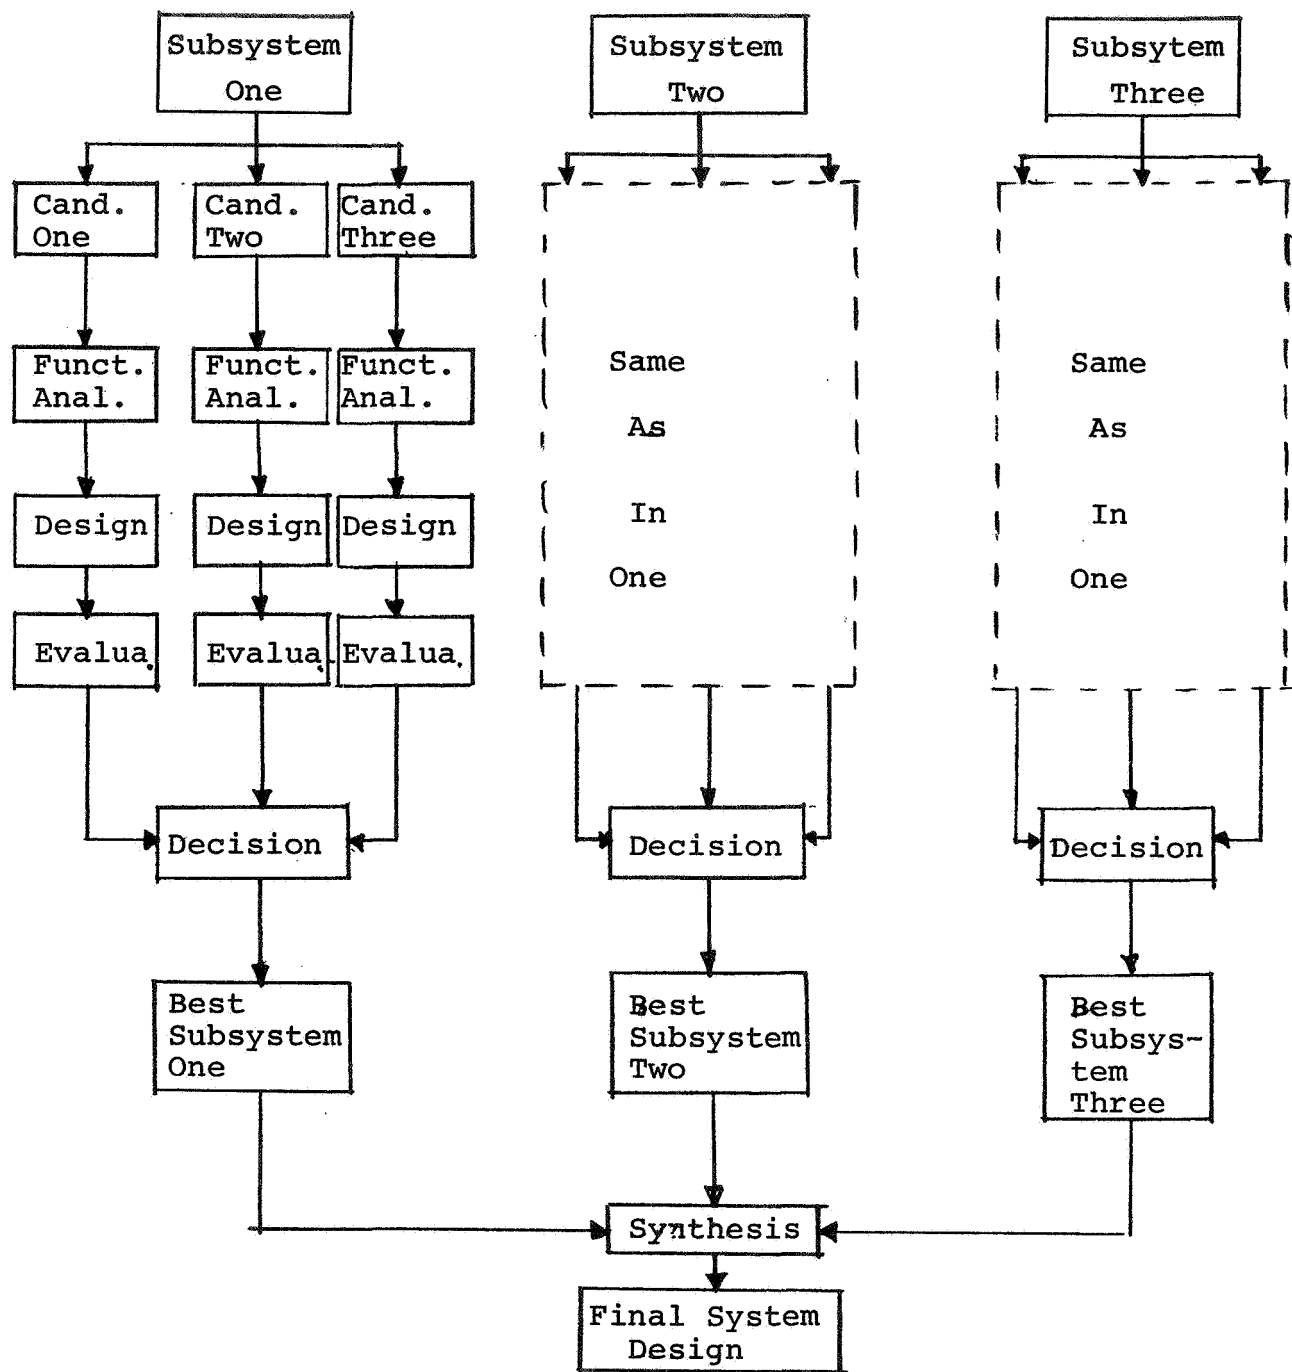 Subsystem
One
Subsystem
Two
Subsytem
Three
Cand.
One
Cand.
Two
Cand.
Three
Funct.
Anal.
Funct.
Anal.
Funct.
Anal.
Design
Design
Design
Evalua.
Evalua.
Evalua.
Same
As
In
One
Same
As
In
One
Decision
Decision
Decision
Best
Subsystem
One
Best
Subsystem
Two
Best
Subsys-
tem
Three
Synthesis
Final System
Design